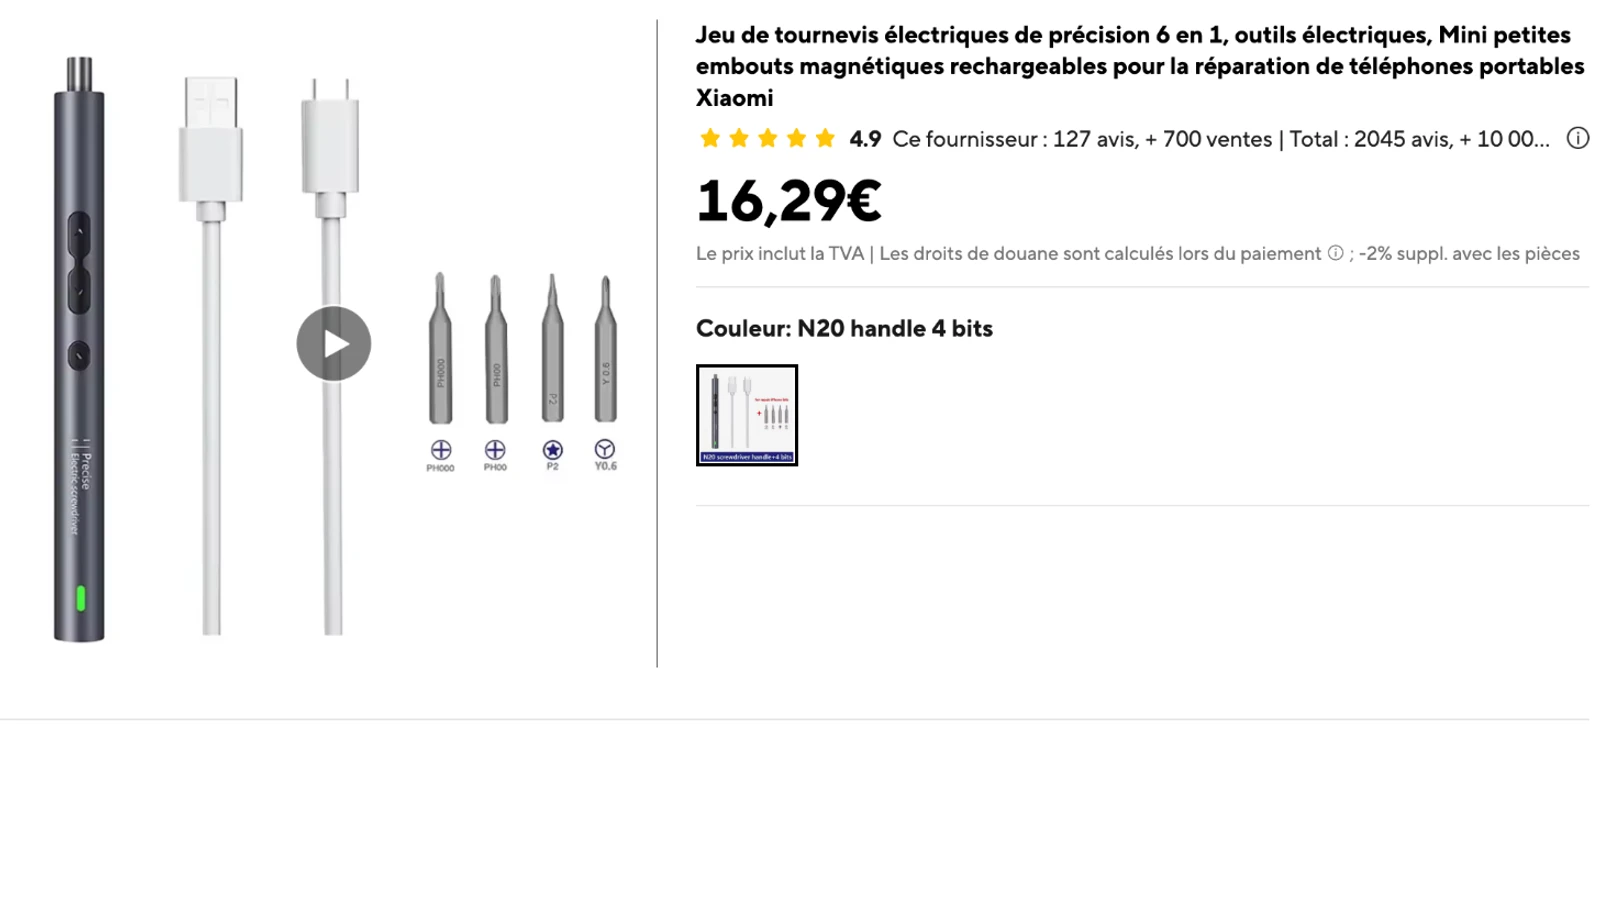 Jeu de tournevis électriques de précision 6 en 1, outils électriques, Mini petites
embouts magnétiques rechargeables pour la réparation de téléphones portables
Xiaomi
4.9 Ce fournisseur : 127 avis, + 700 ventes | Total : 2045 avis, + 10 00...
16,29€
Le prix inclut la TVA | Les droits de douane sont calculés lors du paiement ; -2% suppl. avec les pièces
Couleur: N20 handle 4 bits
N20 screwdriver handle+4 bits
Precise
Electric screwdriver
PH000
PH00
P2
Y 0.6
PH000
PH00
P2
Y0.6